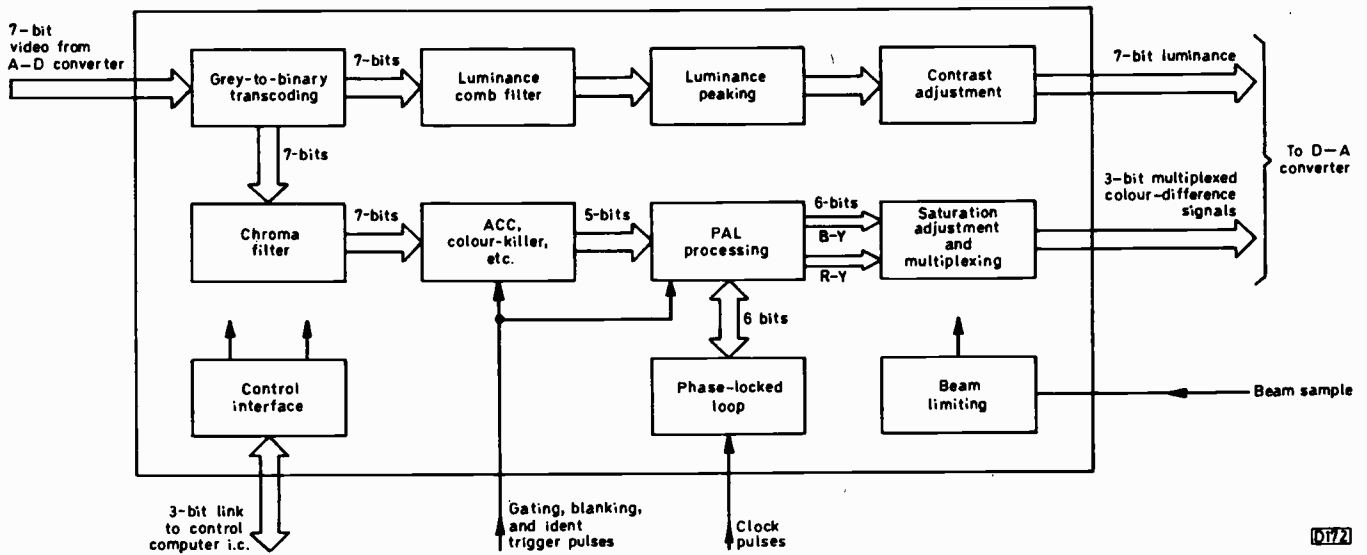 7-bit
video from
A-D converter
Grey-to-binary
transcoding
7-bits
Luminance
comb filter
Luminance
peaking
Contrast
adjustment
7-bit luminance
7-bits
To D-A
converter
Chroma
filter
7-bits
ACC,
colour-killer,
etc.
5-bits
PAL
processing
6-bits
B-Y
R-Y
Saturation
adjustment
and
multiplexing
3-bit multiplexed
colour-difference
signals
6 bits
Control
interface
Phase-locked
loop
Beam
limiting
Beam sample
3-bit link
to control
computer i.c.
Gating, blanking,
and ident
trigger pulses
Clock
pulses
D172